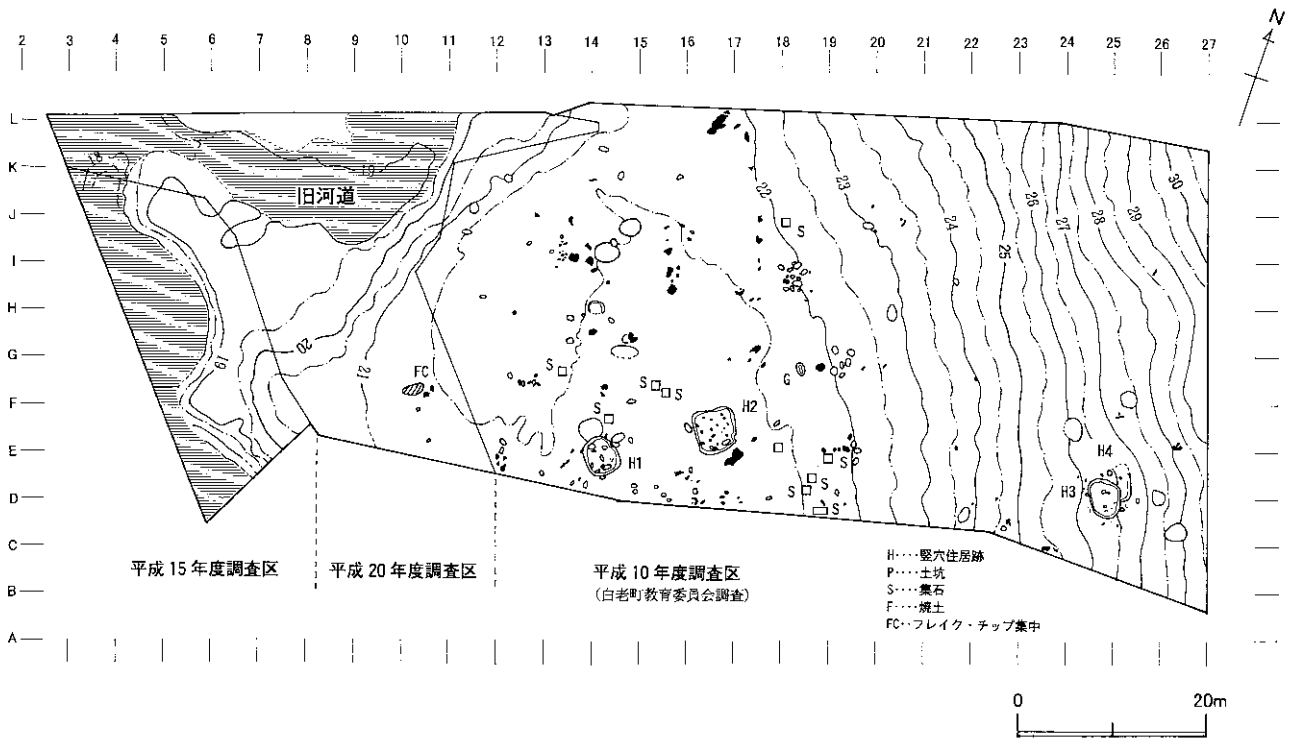 N
2 3 4 5 6 7 8 9 10 11 12 13 14 15 16 17 18 19 20 21 22 23 24 25 26 27
L
K
J
I
H
G
F
E
D
C
B
A
18
19
旧河道
19
20
21
22
23
24
25
26
27
28
29
30
FC
S
S
S
S
S
G
S
S
S
S
H1
H2
H3
H4
平成15年度調査区
平成20年度調査区
平成10年度調査区
(白老町教育委員会調査)
H‥‥竪穴住居跡
P‥‥土坑
S‥‥集石
F‥‥焼土
FC‥フレイク・チップ集中
0 20m